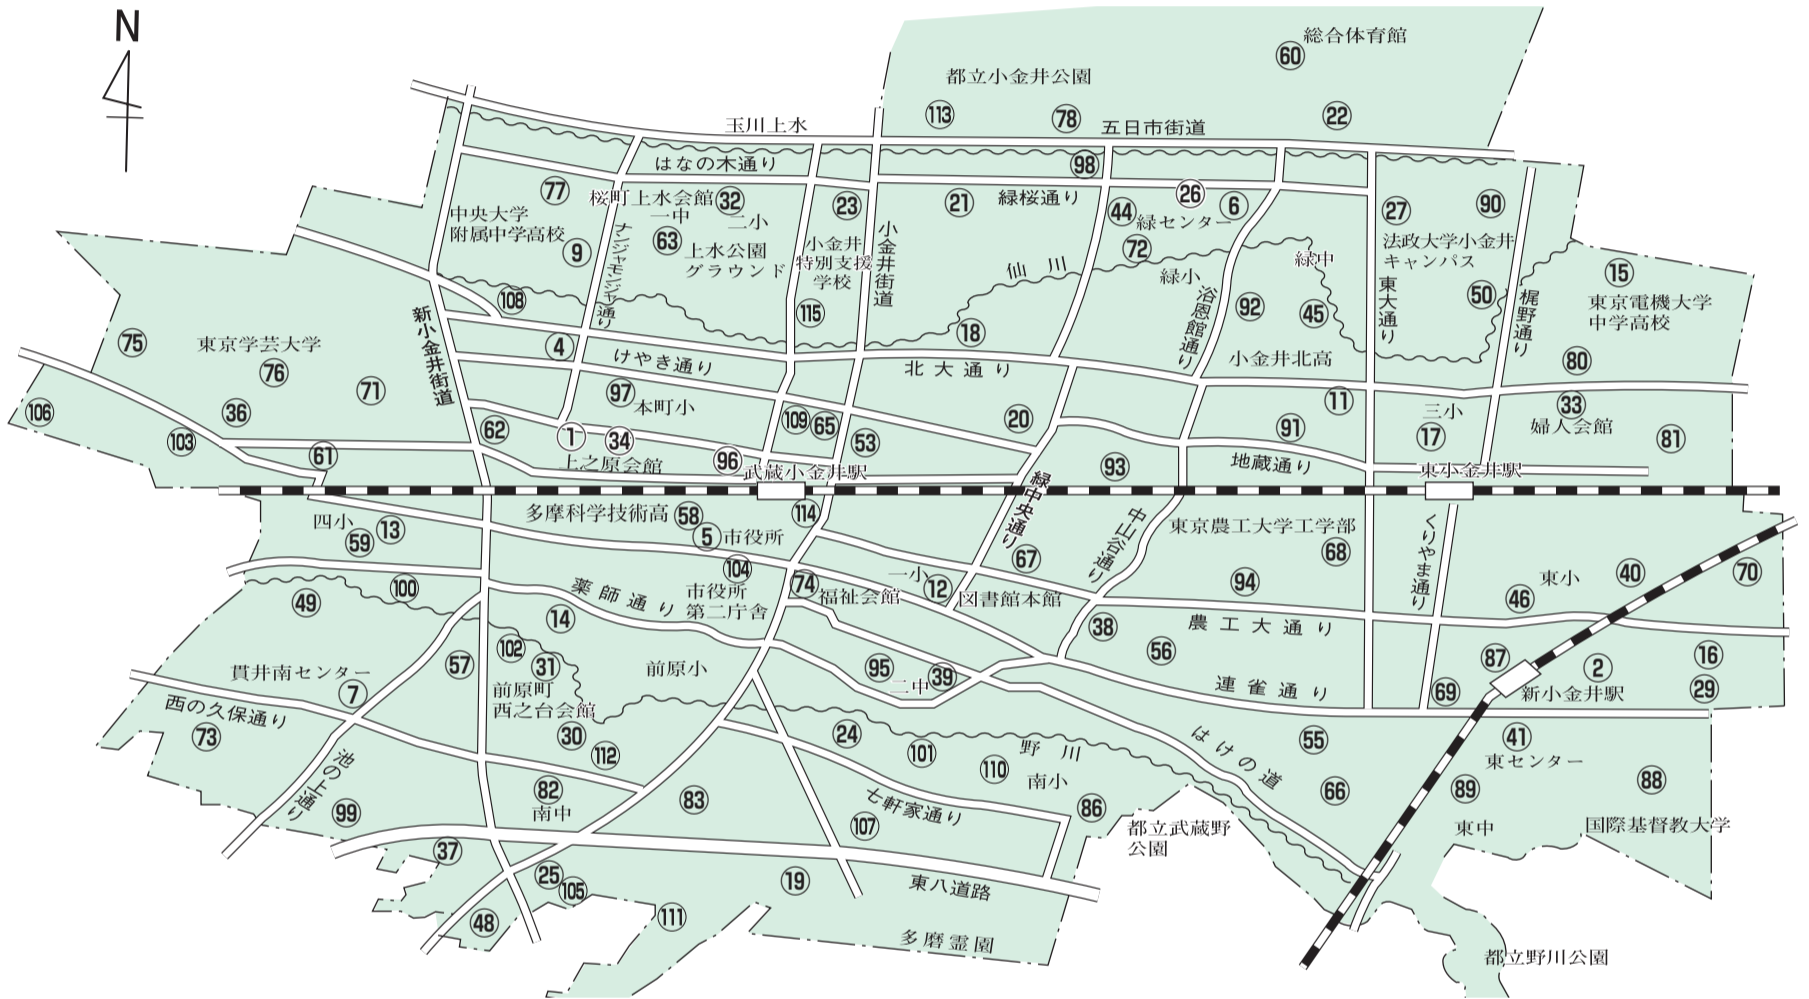 N
総合体育館
60
都立小金井公園
113
78
22
玉川上水
五日市街道
98
はなの木通り
77
桜町上水会館
32
23
21
緑桜通り
44
26
6
27
90
中央大学
附属中学高校
9
一中
63
二小
上水公園
グラウンド
ナンジャモンジャ通り
小金井
特別支援
学校
小金井街道
緑センター
72
法政大学小金井
キャンパス
仙川
緑小
緑中
浴恩館通り
92
45
東大通り
50
梶野通り
15
東京電機大学
中学高校
108
115
18
75
東京学芸大学
76
71
新小金井街道
4
けやき通り
北大通り
小金井北高
80
106
36
103
97
本町小
109
65
53
20
11
三小
17
33
婦人会館
81
62
1
34
上之原会館
96
武蔵小金井駅
91
93
地蔵通り
東小金井駅
61
緑中央通り
四小
59
13
多摩科学技術高
58
5
市役所
114
104
67
中山谷通り
東京農工大学工学部
68
くりやま通り
40
70
49
100
薬師通り
市役所
第二庁舎
74
福祉会館
一小
12
図書館本館
94
46
東小
14
38
農工大通り
貫井南センター
7
57
102
31
前原小
95
二中
39
56
87
2
16
西の久保通り
73
前原町
西之台会館
30
連雀通り
69
新小金井駅
29
112
24
101
野川
はけの道
55
41
東センター
池の上通り
99
82
南中
83
110
南小
66
89
88
七軒家通り
107
86
都立武蔵野
公園
東中
国際基督教大学
37
25
105
19
東八道路
48
111
多磨霊園
都立野川公園